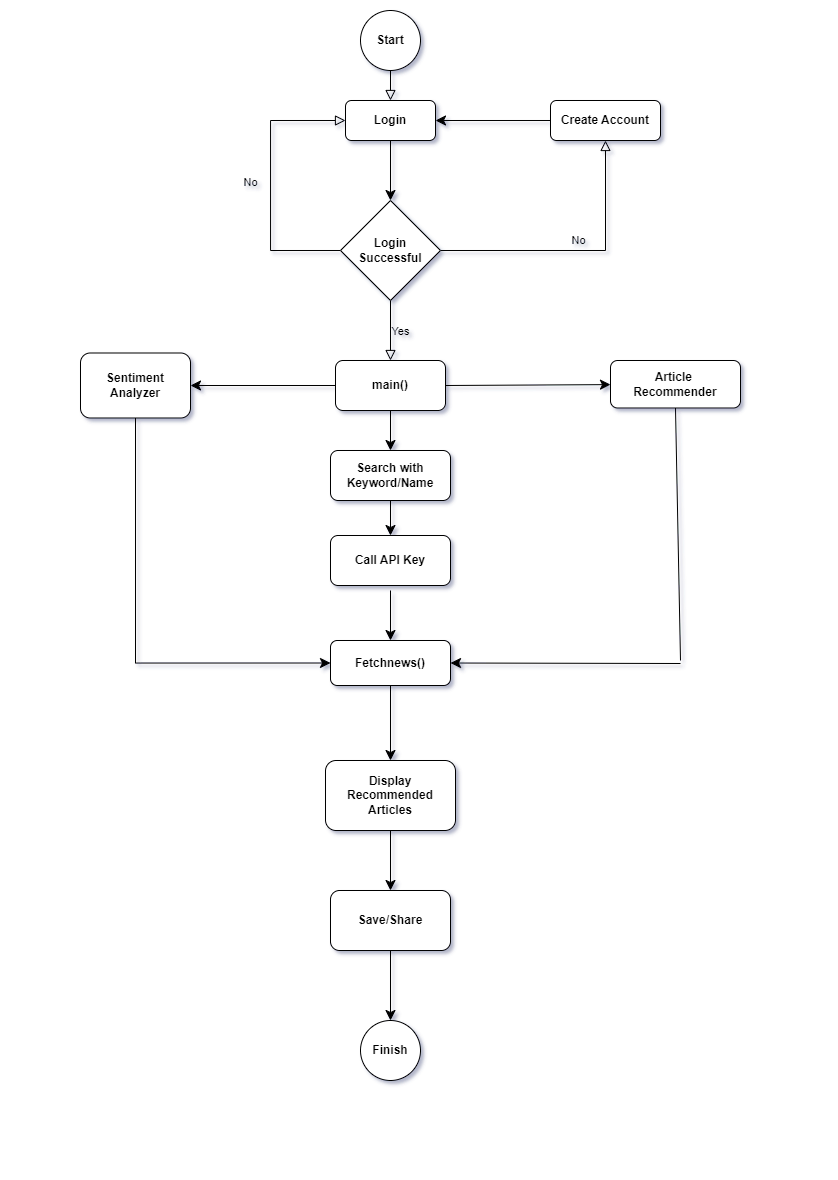 Start
Login
Create Account
No
Login
Successful
No
Yes
Sentiment
Analyzer
main()
Article
Recommender
Search with
Keyword/Name
Call API Key
Fetchnews()
Display
Recommended
Articles
Save/Share
Finish